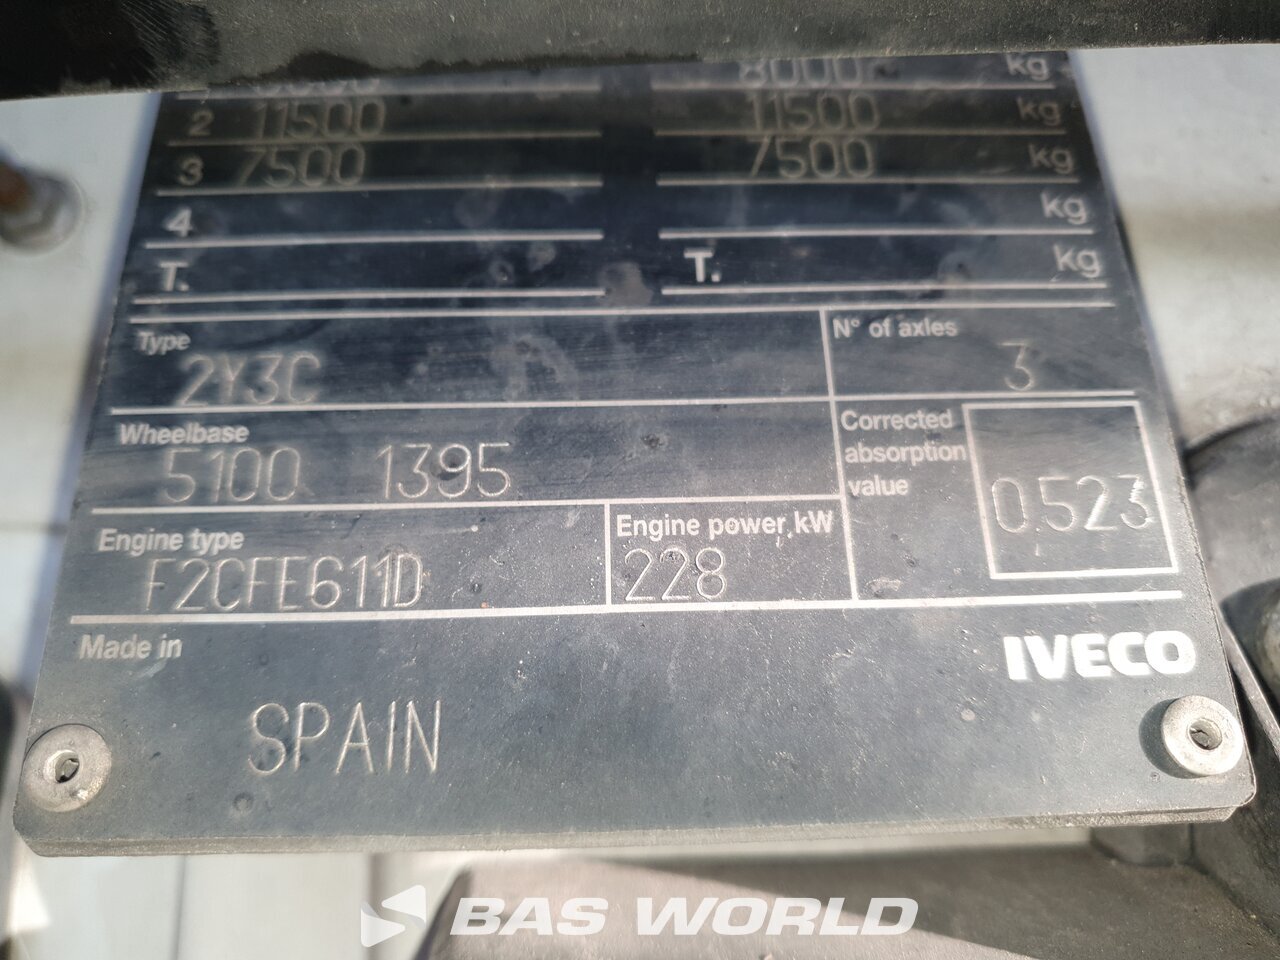 8000 kg
2 11500 11500 kg
3 7500 7500 kg
4 kg
T. T. kg
Type
2Y3C
N° of axles
3
Wheelbase
5100 1395
Corrected
absorption
value
0.523
Engine type
F2CFE611D
Engine power,kW
228
Made in
SPAIN
IVECO
BAS WORLD